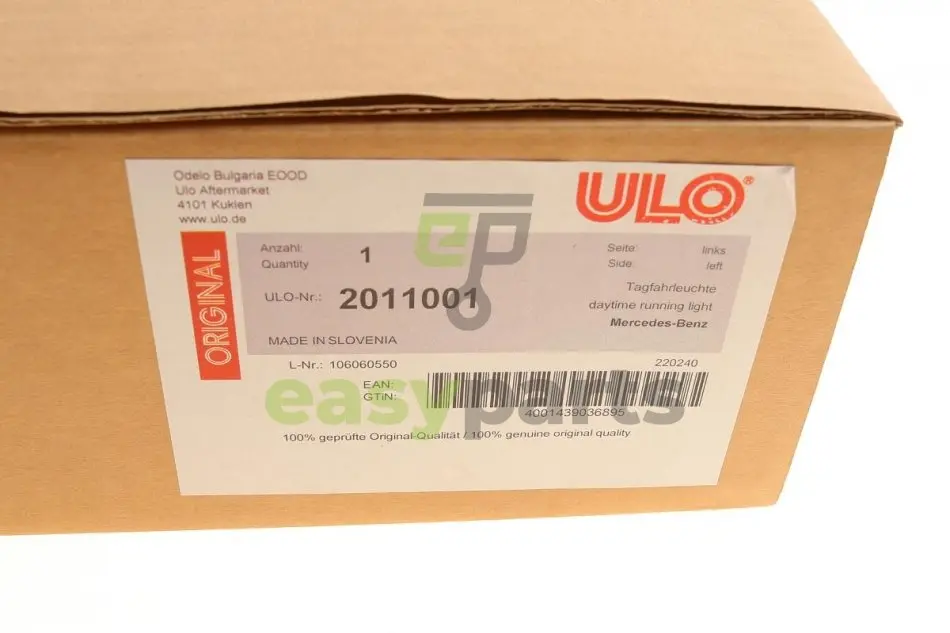 Odelo Bulgaria EOOD
Ulo Aftermarket
4101 Kuklen
www.ulo.de
ULO®
ORIGINAL
Anzahl: 1
Quantity
Seite: links
Side: left
ULO-Nr.: 2011001
Tagfahrleuchte
daytime running light
Mercedes-Benz
MADE IN SLOVENIA
L-Nr.: 106060550
220240
EAN:
GTIN:
4001439036895
100% geprüfte Original-Qualität / 100% genuine original quality
ep
easyparts